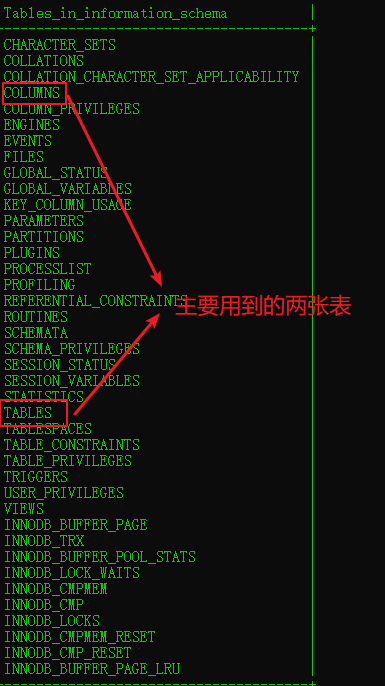 Tables_in_information_schema
CHARACTER_SETS
COLLATIONS
COLLATION_CHARACTER_SET_APPLICABILITY
COLUMNS
COLUMN_PRIVILEGES
ENGINES
EVENTS
FILES
GLOBAL_STATUS
GLOBAL_VARIABLES
KEY_COLUMN_USAGE
PARAMETERS
PARTITIONS
PLUGINS
PROCESSLIST
PROFILING
REFERENTIAL_CONSTRAINTS
主要用到的两张表
ROUTINES
SCHEMATA
SCHEMA_PRIVILEGES
SESSION_STATUS
SESSION_VARIABLES
STATISTICS
TABLES
TABLESPACES
TABLE_CONSTRAINTS
TABLE_PRIVILEGES
TRIGGERS
USER_PRIVILEGES
VIEWS
INNODB_BUFFER_PAGE
INNODB_TRX
INNODB_BUFFER_POOL_STATS
INNODB_LOCK_WAITS
INNODB_CMPMEM
INNODB_CMP
INNODB_LOCKS
INNODB_CMPMEM_RESET
INNODB_CMP_RESET
INNODB_BUFFER_PAGE_LRU